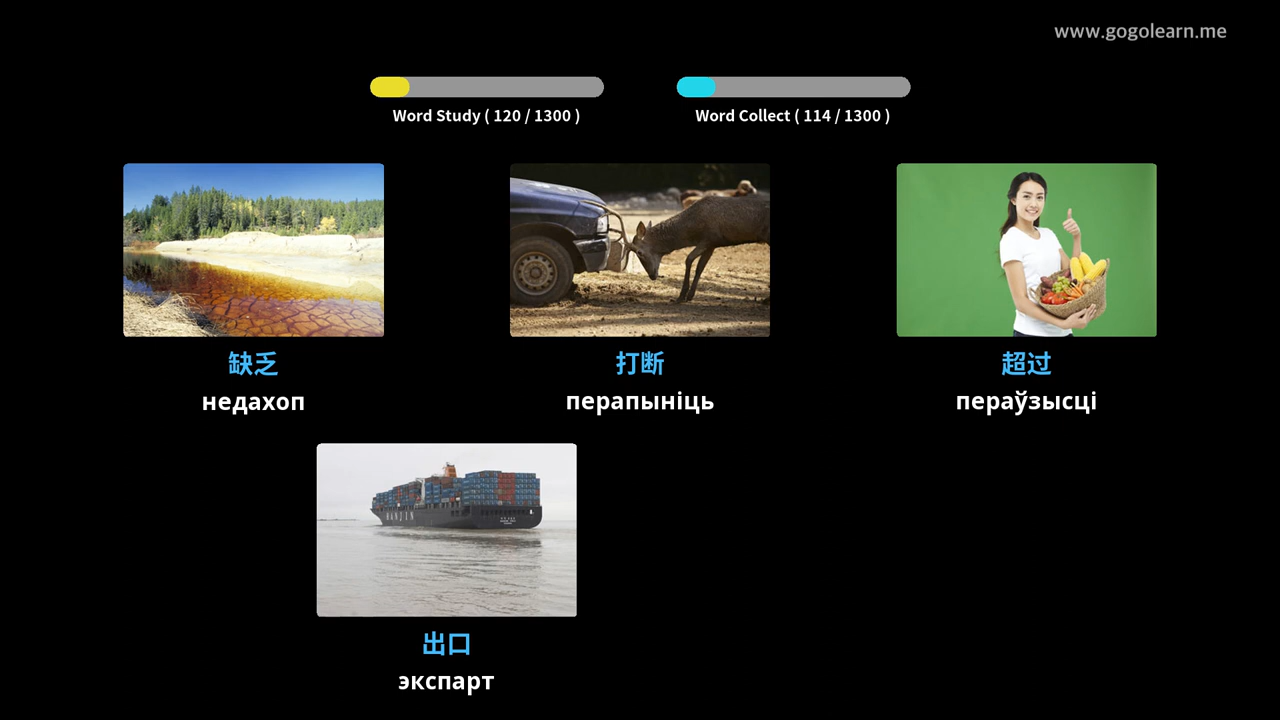 www.gogolearn.me
Word Study ( 120 / 1300 )
Word Collect ( 114 / 1300 )
缺乏
недахоп
打断
перапыніць
超过
пераўзысці
HANJIN
出口
экспарт